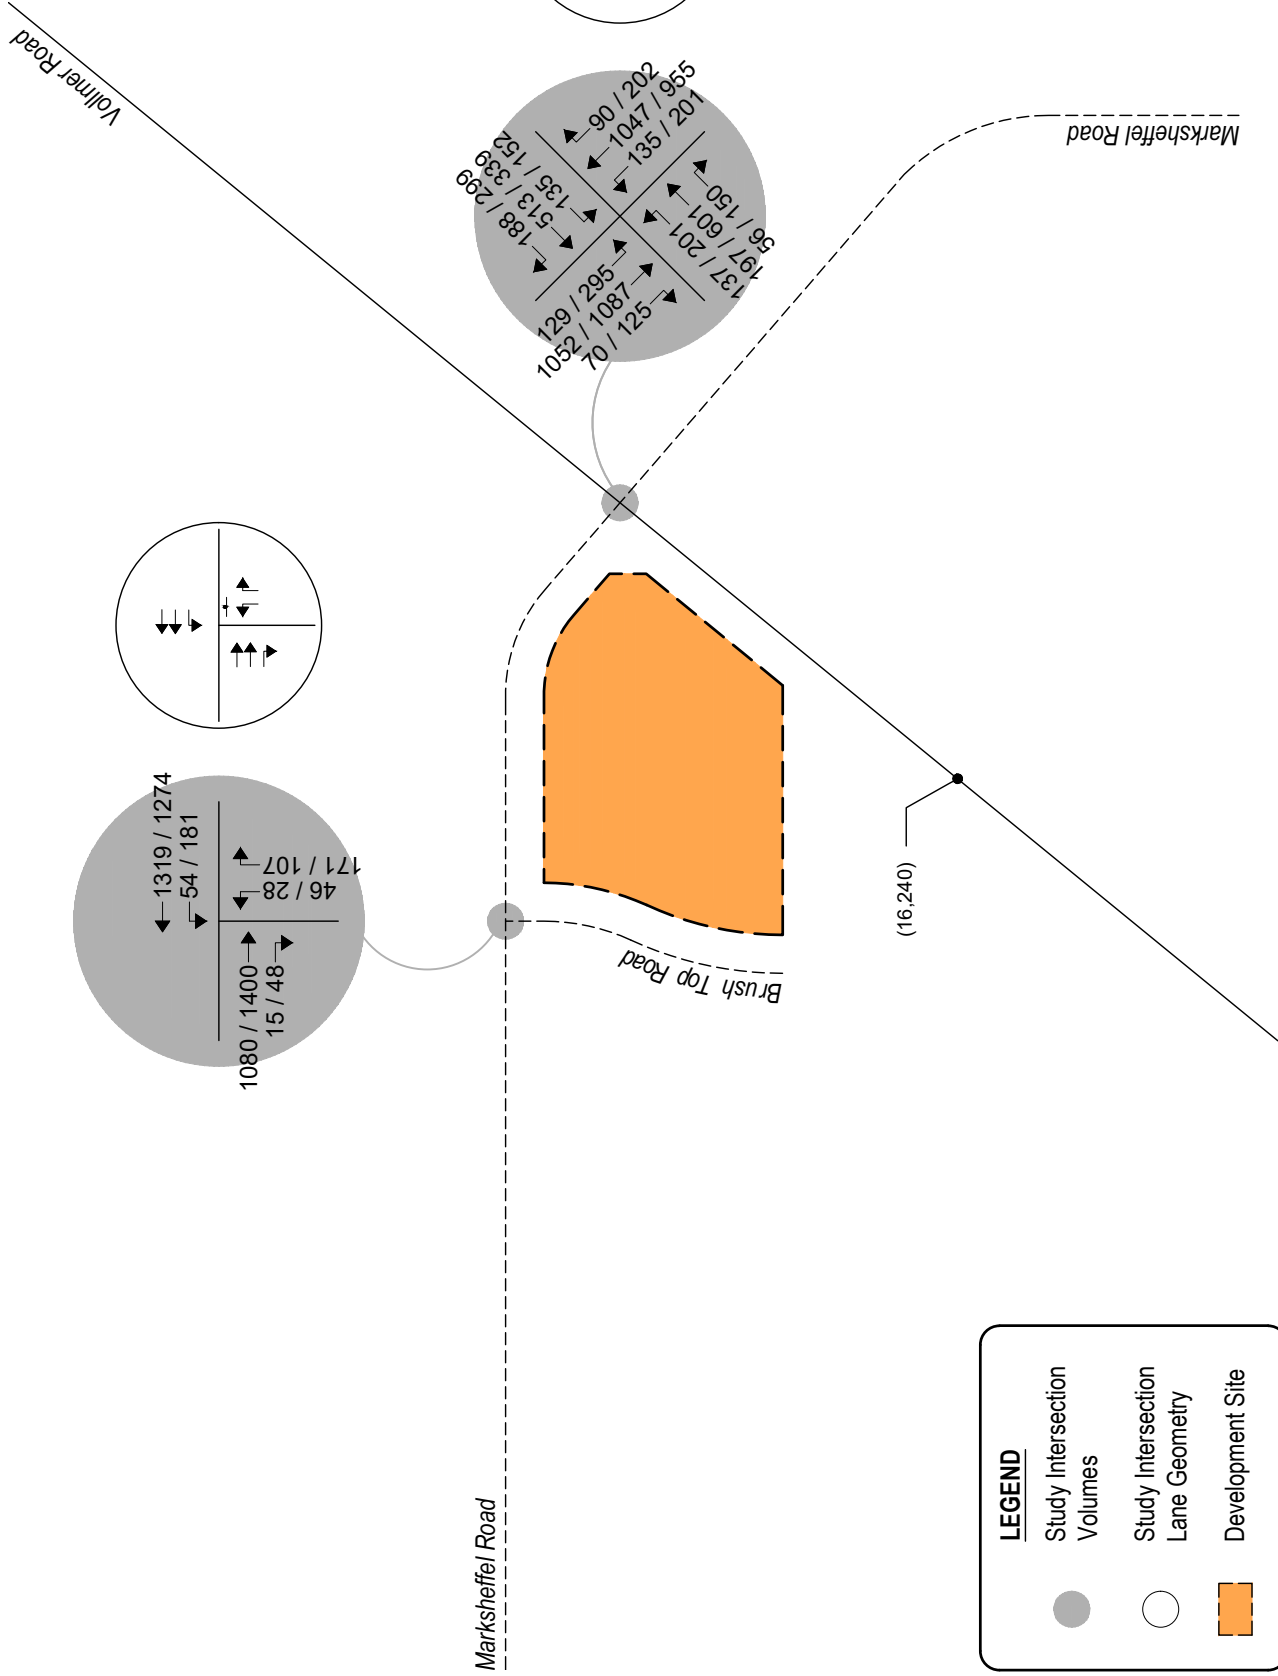 Vollmer Road
90 / 202
1047 / 955
135 / 201
188 / 299
513 / 339
135 / 152
137 / 201
197 / 601
56 / 150
129 / 295
1052 / 1087
70 / 125
Marksheffel Road
1319 / 1274
54 / 181
171 / 107
46 / 28
1080 / 1400
15 / 48
Brush Top Road
(16,240)
Marksheffel Road
LEGEND
Study Intersection
Volumes
Study Intersection
Lane Geometry
Development Site